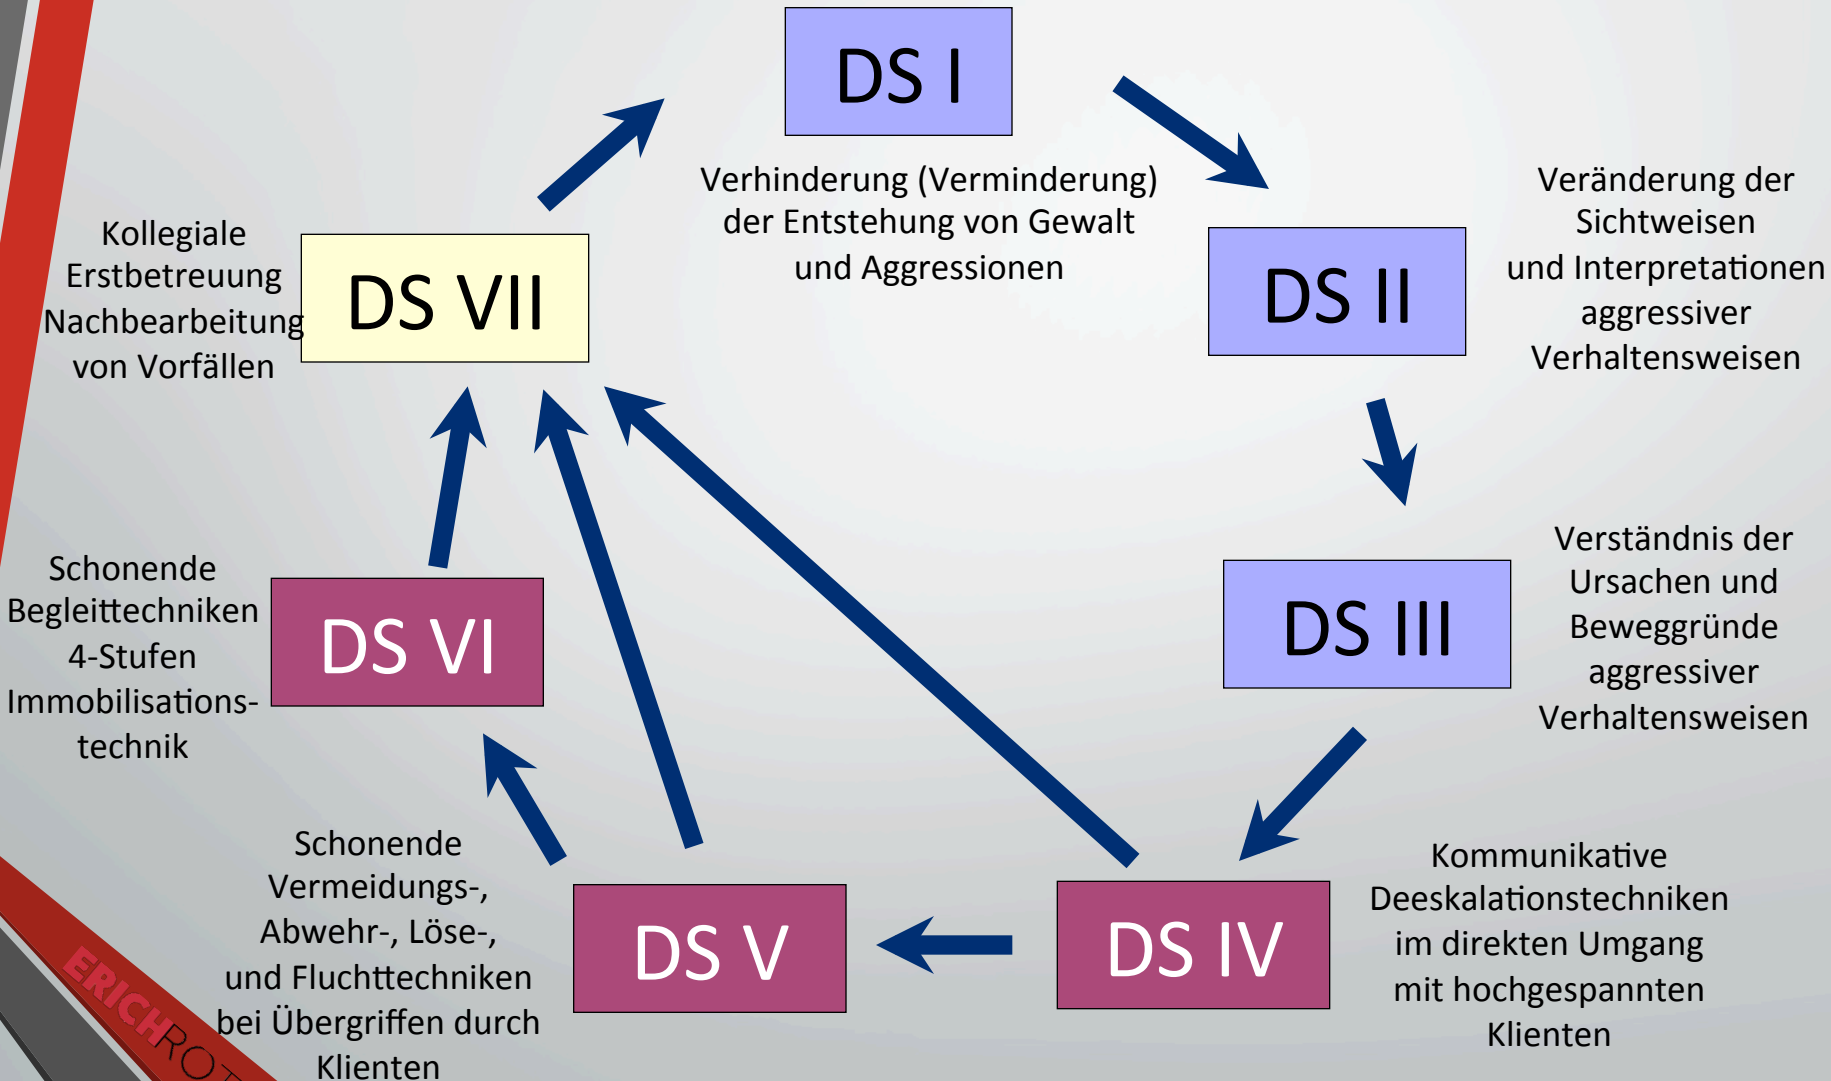 DS I
Verhinderung (Verminderung)
der Entstehung von Gewalt
und Aggressionen
DS II
Veränderung der
Sichtweisen
und Interpretationen
aggressiver
Verhaltensweisen
DS III
Verständnis der
Ursachen und
Beweggründe
aggressiver
Verhaltensweisen
DS IV
Kommunikative
Deeskalationstechniken
im direkten Umgang
mit hochgespannten
Klienten
DS V
Schonende
Vermeidungs-,
Abwehr-, Löse-,
und Fluchttechniken
bei Übergriffen durch
Klienten
DS VI
Schonende
Begleittechniken
4-Stufen
Immobilisations-
technik
DS VII
Kollegiale
Erstbetreuung
Nachbearbeitung
von Vorfällen
ERICH